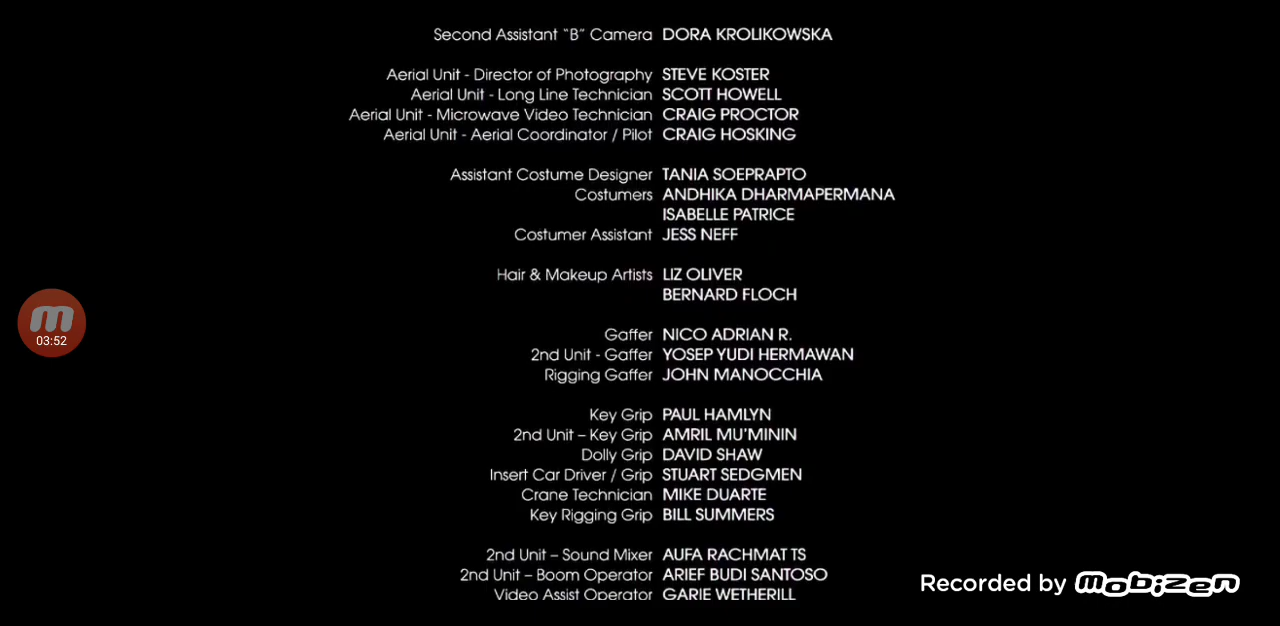 Second Assistant “B” Camera DORA KROLIKOWSKA
Aerial Unit - Director of Photography STEVE KOSTER
Aerial Unit - Long Line Technician SCOTT HOWELL
Aerial Unit - Microwave Video Technician CRAIG PROCTOR
Aerial Unit - Aerial Coordinator / Pilot CRAIG HOSKING
Assistant Costume Designer TANIA SOEPRAPTO
Costumers ANDHIKA DHARMAPERMANA
ISABELLE PATRICE
Costumer Assistant JESS NEFF
Hair & Makeup Artists LIZ OLIVER
BERNARD FLOCH
m
03:52
Gaffer NICO ADRIAN R.
2nd Unit - Gaffer YOSEP YUDI HERMAWAN
Rigging Gaffer JOHN MANOCCHIA
Key Grip PAUL HAMLYN
2nd Unit – Key Grip AMRIL MU’MININ
Dolly Grip DAVID SHAW
Insert Car Driver / Grip STUART SEDGMEN
Crane Technician MIKE DUARTE
Key Rigging Grip BILL SUMMERS
2nd Unit – Sound Mixer AUFA RACHMAT TS
2nd Unit – Boom Operator ARIEF BUDI SANTOSO
Video Assist Operator GARIE WETHERILL
Recorded by mobizen